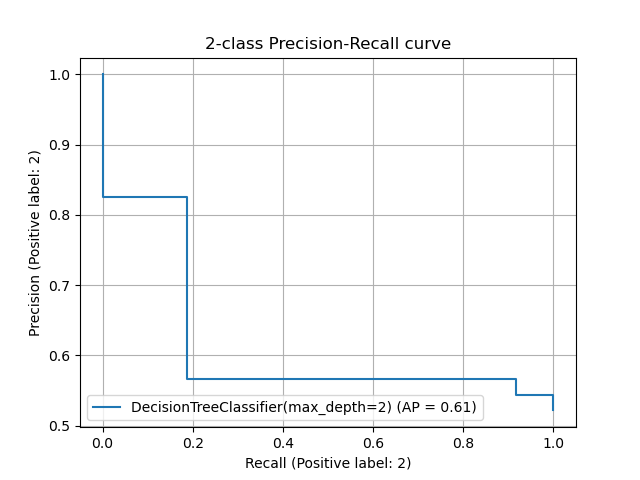 2-class Precision-Recall curve
Precision (Positive label: 2)
1.0
0.9
0.8
0.7
0.6
0.5
DecisionTreeClassifier(max_depth=2) (AP = 0.61)
0.0 0.2 0.4 0.6 0.8 1.0
Recall (Positive label: 2)